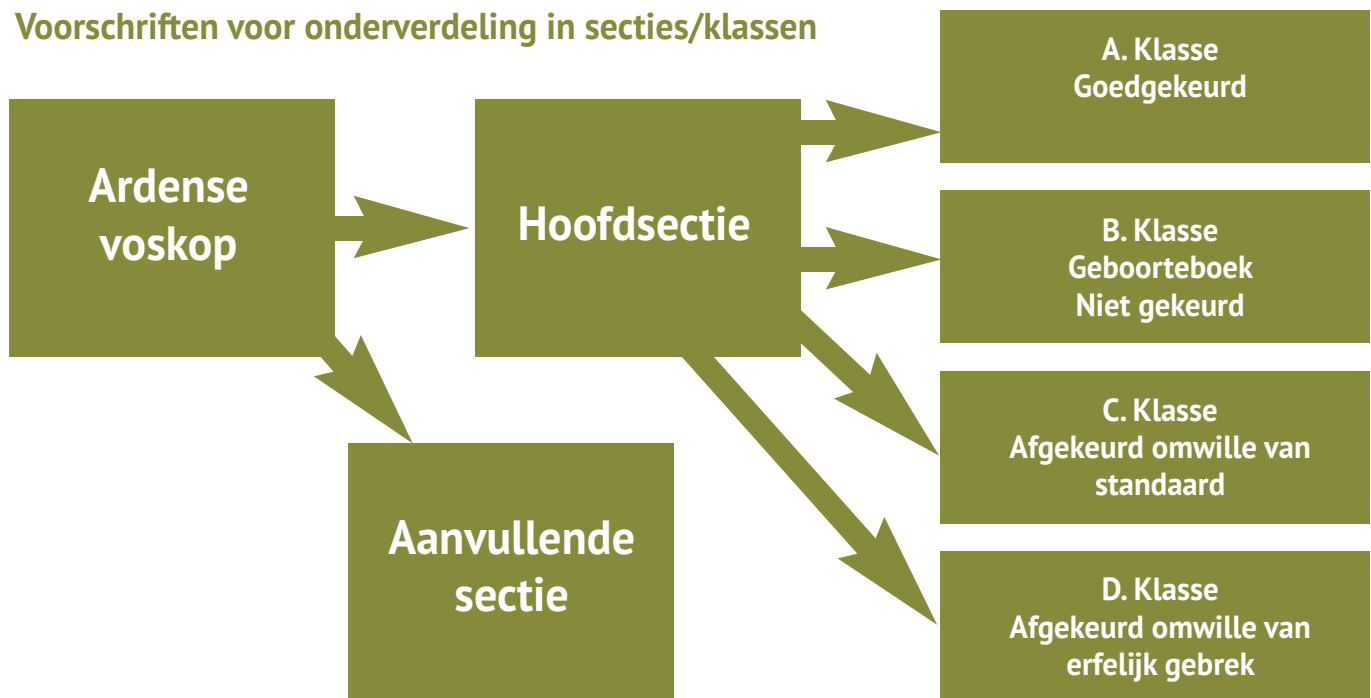 Voorschriften voor onderverdeling in secties/klassen
Ardense
voskop
Hoofdsectie
Aanvullende
sectie
A. Klasse
Goedgekeurd
B. Klasse
Geboorteboek
Niet gekeurd
C. Klasse
Afgekeurd omwille van
standaard
D. Klasse
Afgekeurd omwille van
erfelijk gebrek